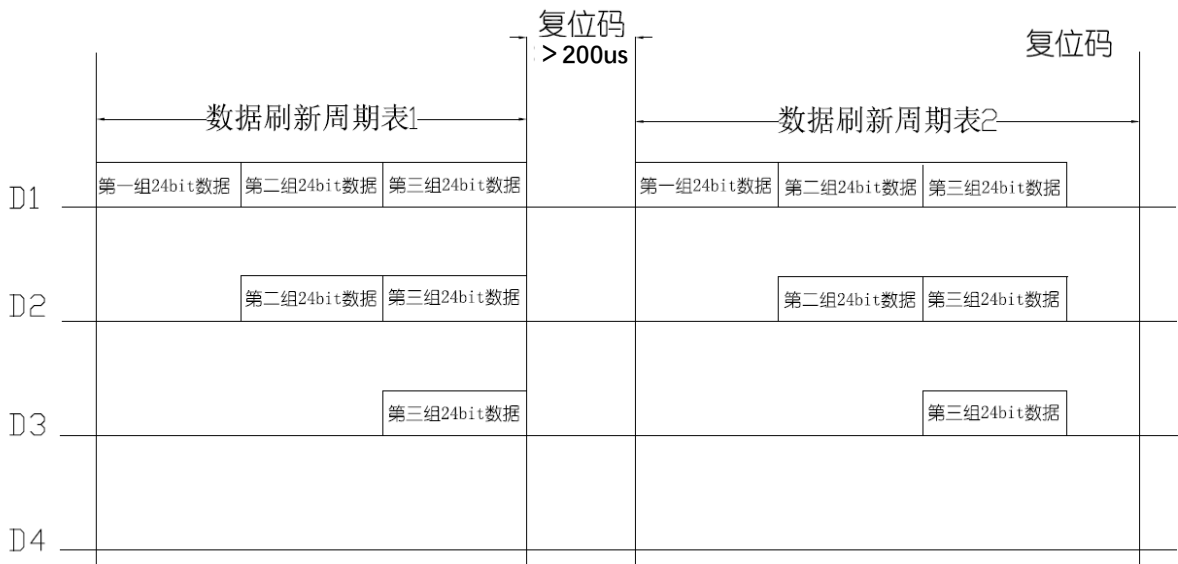 复位码
>200us
复位码
数据刷新周期表1
数据刷新周期表2
D1
第一组24bit数据
第二组24bit数据
第三组24bit数据
第一组24bit数据
第二组24bit数据
第三组24bit数据
D2
第二组24bit数据
第三组24bit数据
第二组24bit数据
第三组24bit数据
D3
第三组24bit数据
第三组24bit数据
D4